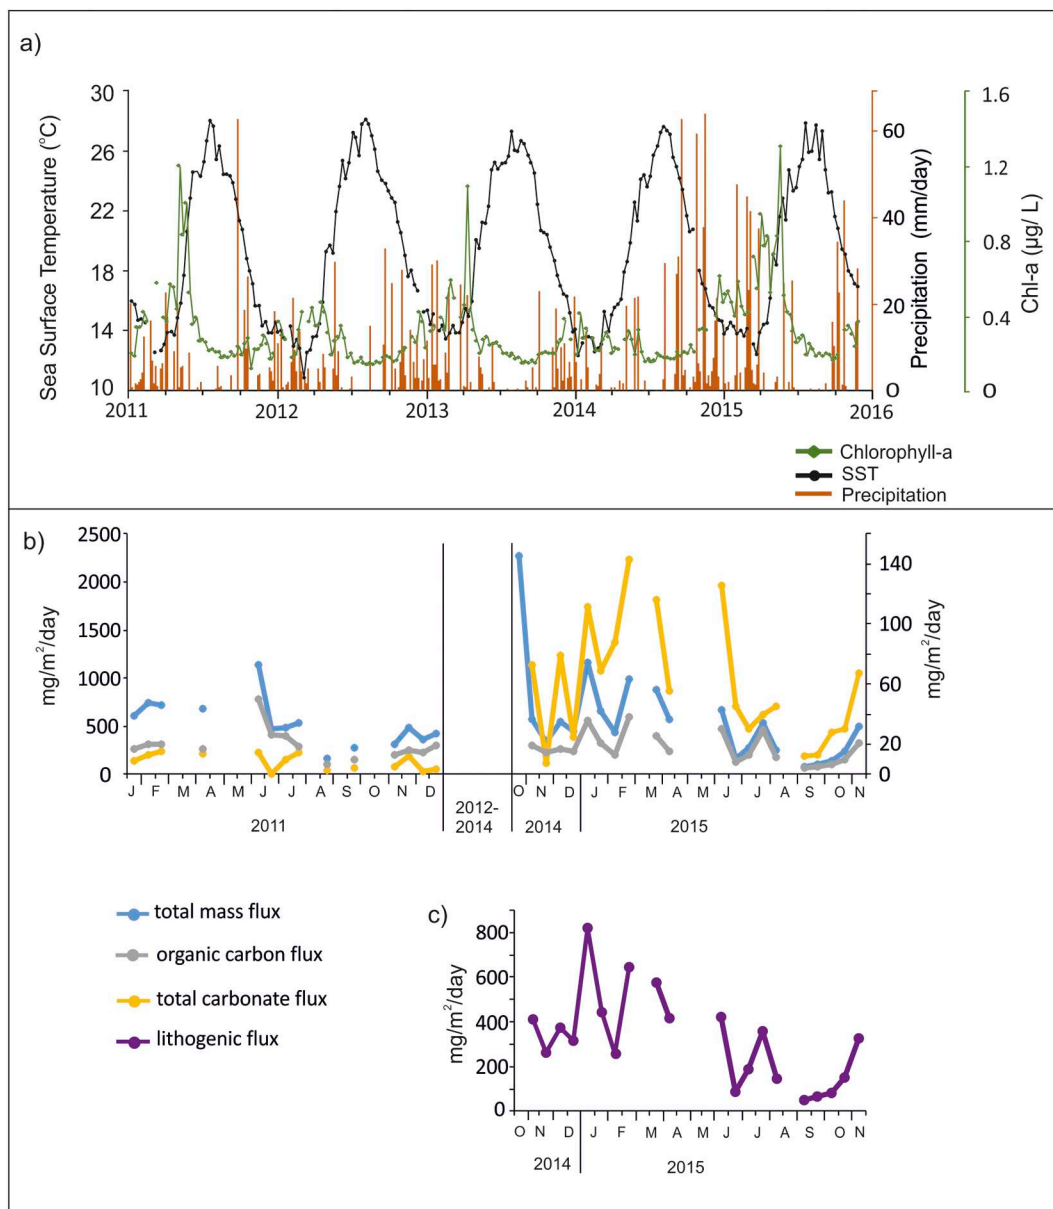 a)
Sea Surface Temperature (°C)
30
26
22
18
14
10
2011 2012 2013 2014 2015 2016
60
40
20
0
Precipitation (mm/day)
1.6
1.2
0.8
0.4
0
Chl-a (µg/ L)
Chlorophyll-a
SST
Precipitation
b)
mg/m²/day
2500
2000
1500
1000
500
0
140
100
60
20
0
mg/m²/day
J F M A M J J A S O N D O N D J F M A M J J A S O N
2011
2012-
2014
2014
2015
total mass flux
organic carbon flux
total carbonate flux
lithogenic flux
c)
mg/m²/day
800
600
400
200
0
O N D J F M A M J J A S O N
2014 2015